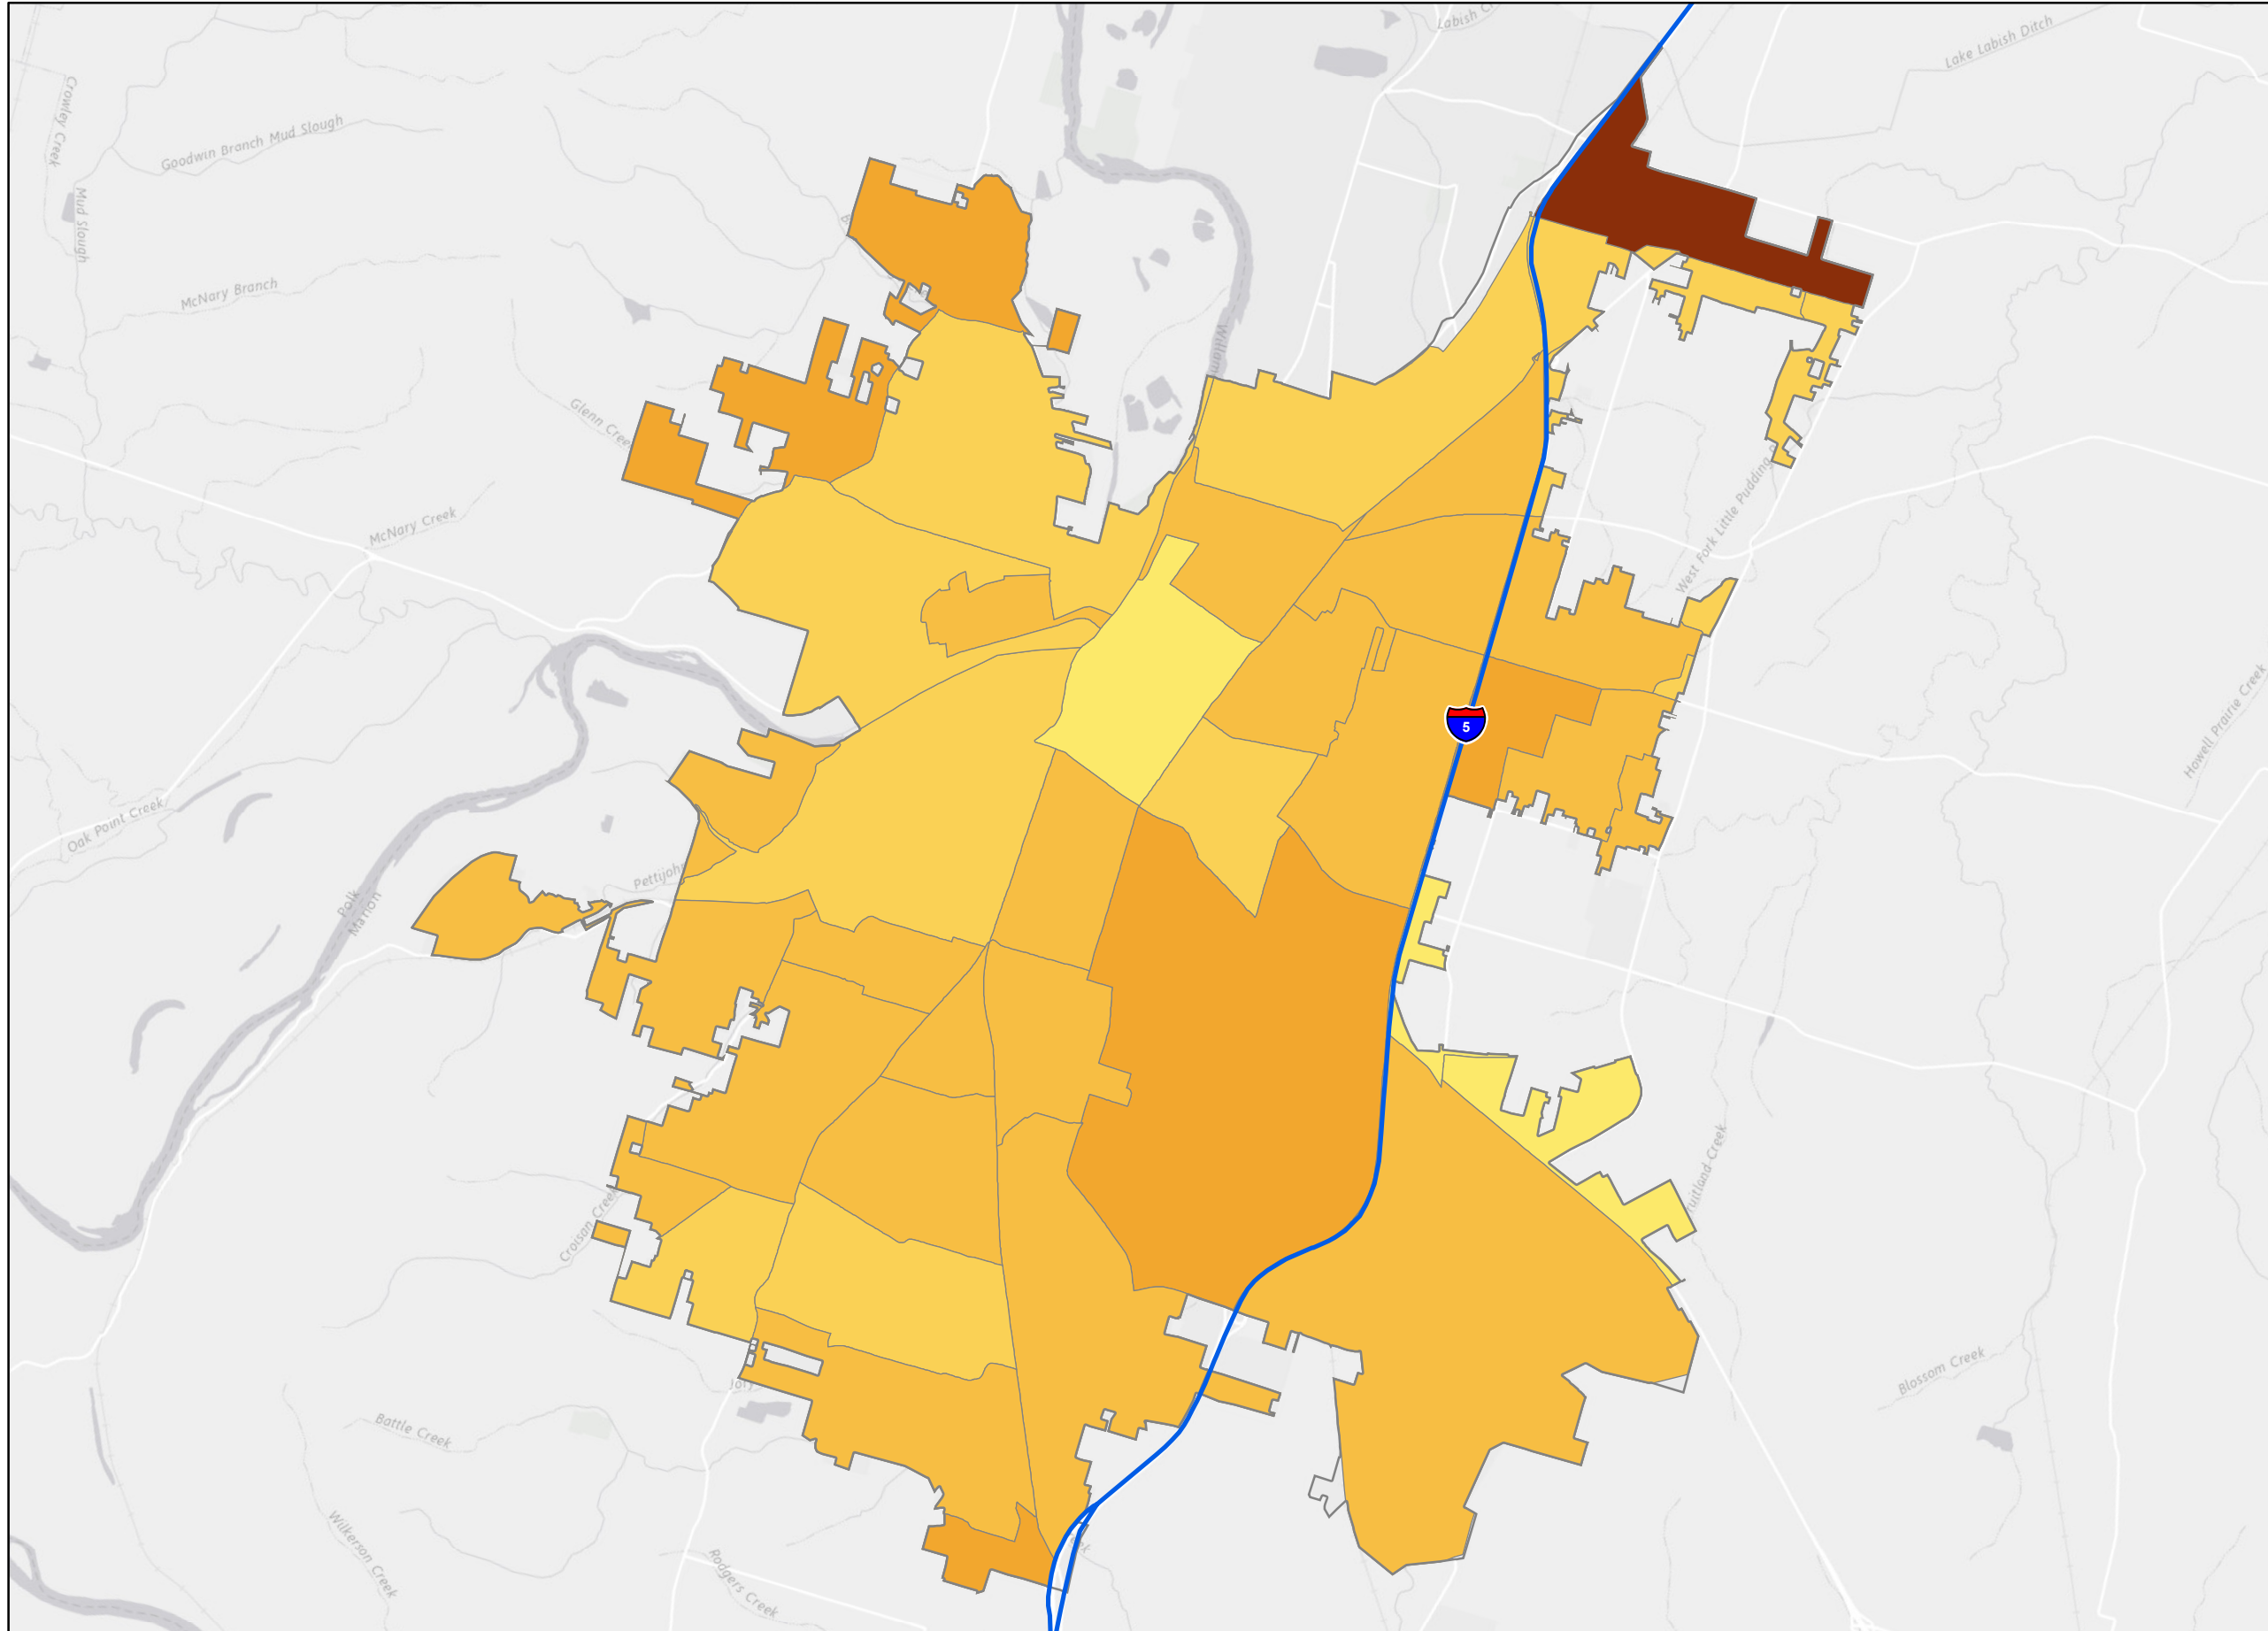 Labish
Lake Labish Ditch
Crowley Creek
Goodwin Branch Mud Slough
Mud Slough
McNary Branch
Glenn Creek
McNary Creek
West Fork Little Pudding
5
Howell Prairie Creek
Oak Point Creek
Pettijohn
Polk
Marion
Croisan Creek
Battle Creek
Blossom Creek
Wilkerson Creek
Rodgers Creek